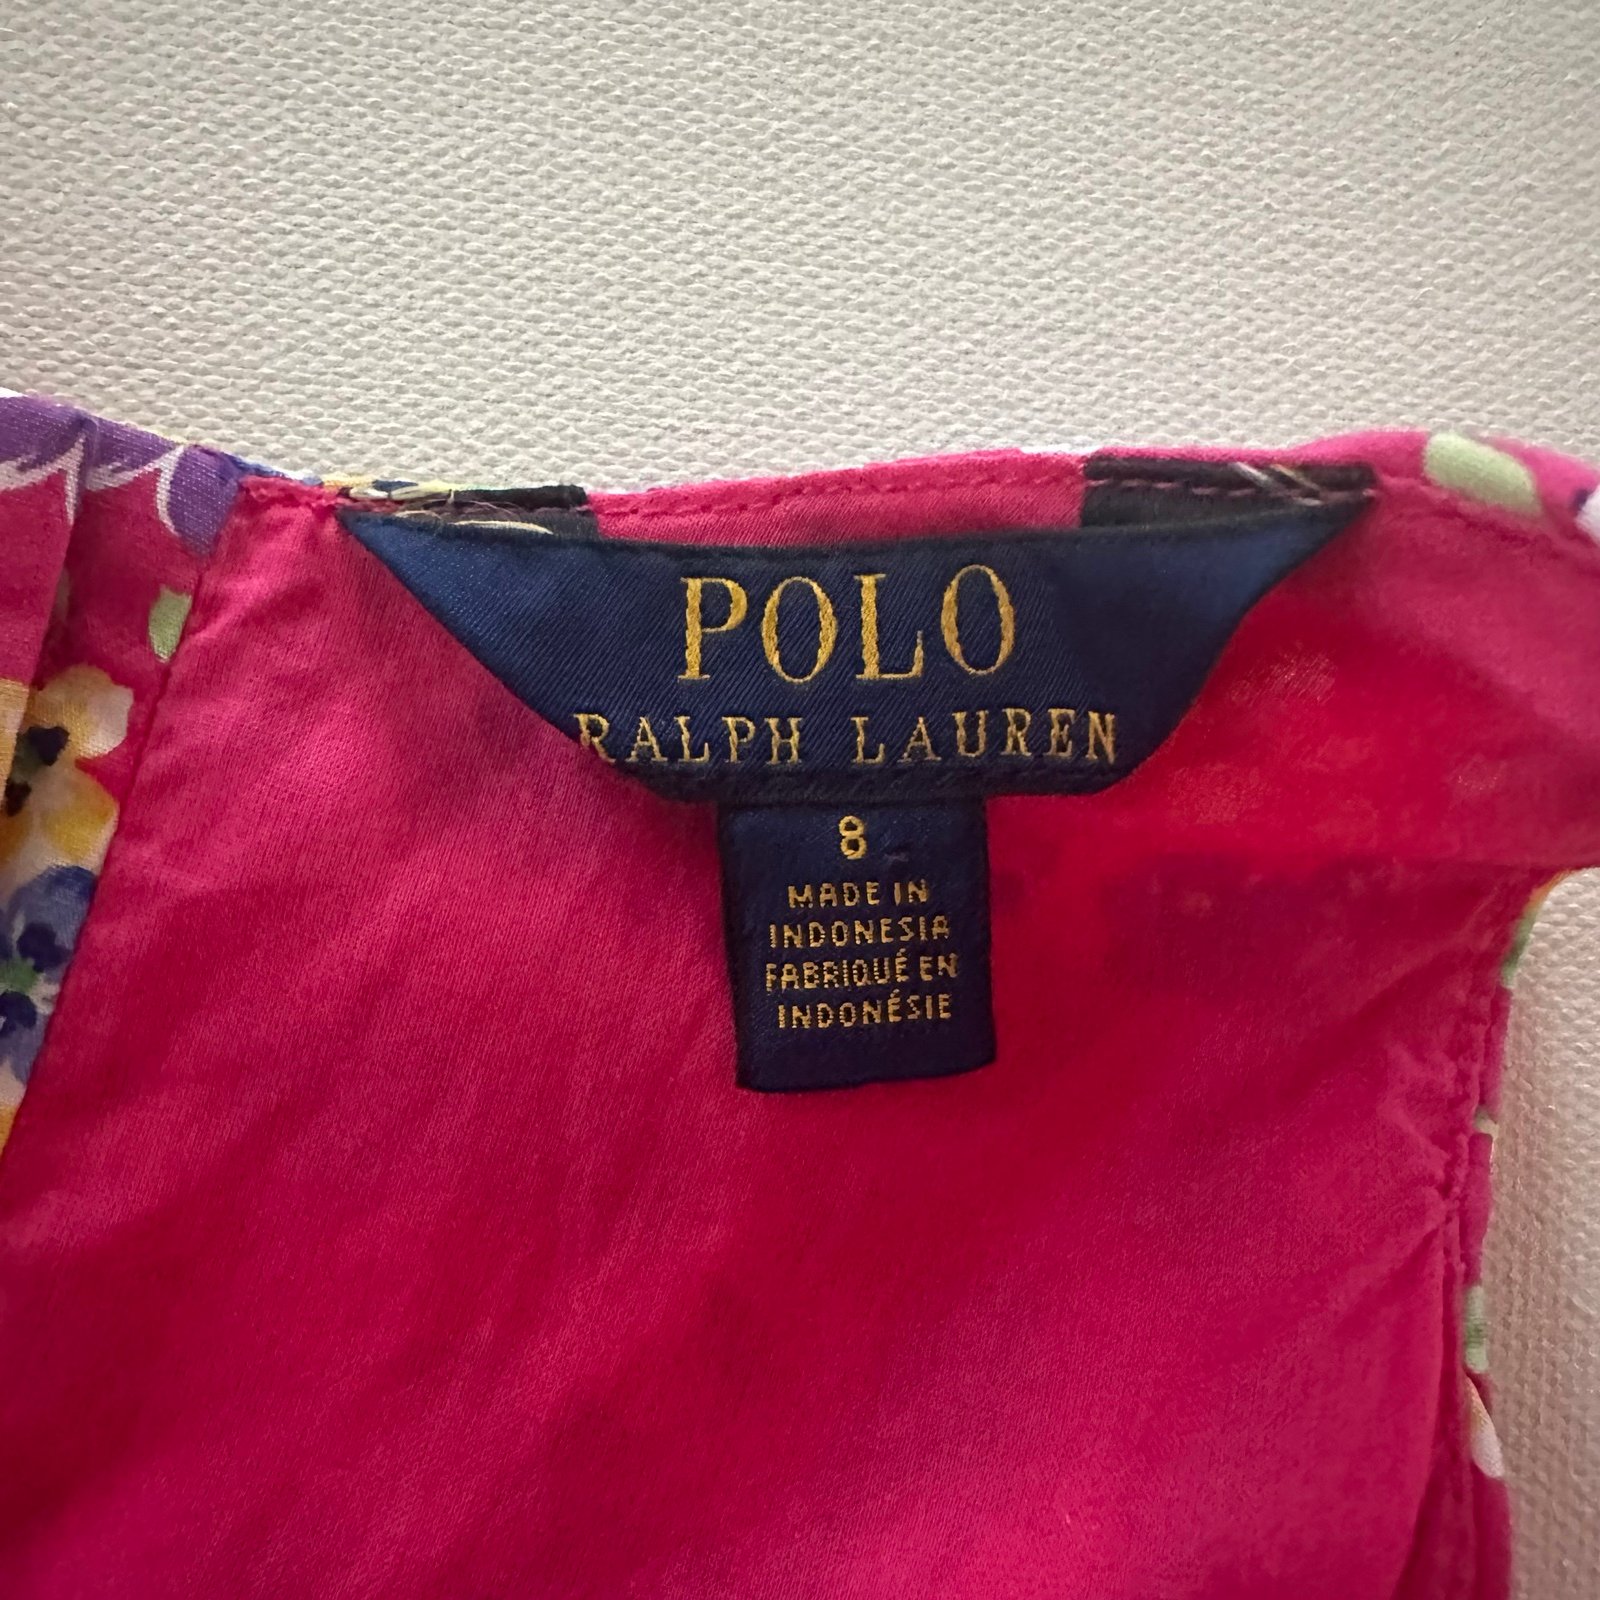 POLO
RALPH LAUREN
8
MADE IN
INDONESIA
FABRIQUÉ EN
INDONÉSIE